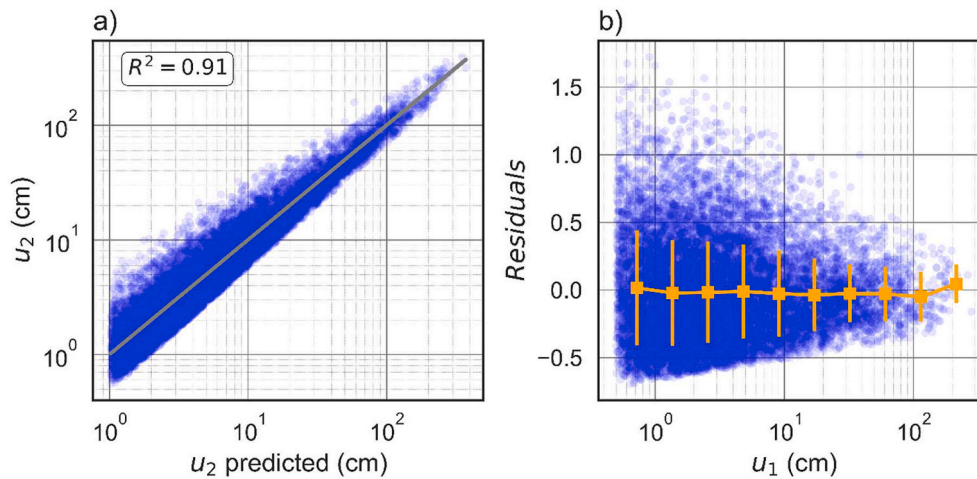 a)
R² = 0.91
10²
10¹
10⁰
u₂ (cm)
10⁰ 10¹ 10²
u₂ predicted (cm)
b)
1.5
1.0
0.5
0.0
−0.5
Residuals
10⁰ 10¹ 10²
u₁ (cm)